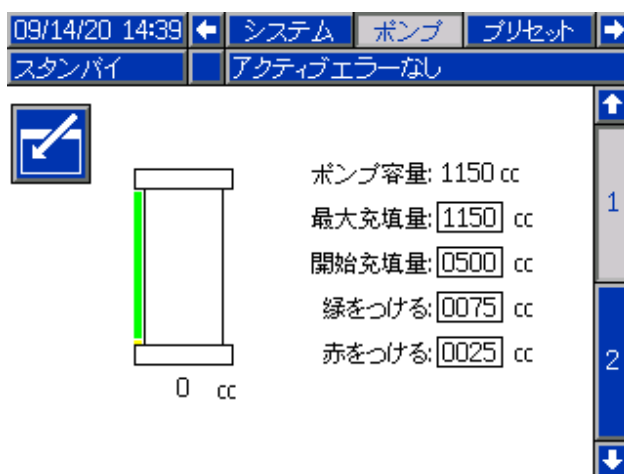 09/14/20 14:39 システム ポンプ プリセット
スタンバイ アクティブエラーなし
ポンプ容量: 1150 cc
最大充填量: 1150 cc
開始充填量: 0500 cc
緑をつける: 0075 cc
赤をつける: 0025 cc
0 cc
1
2